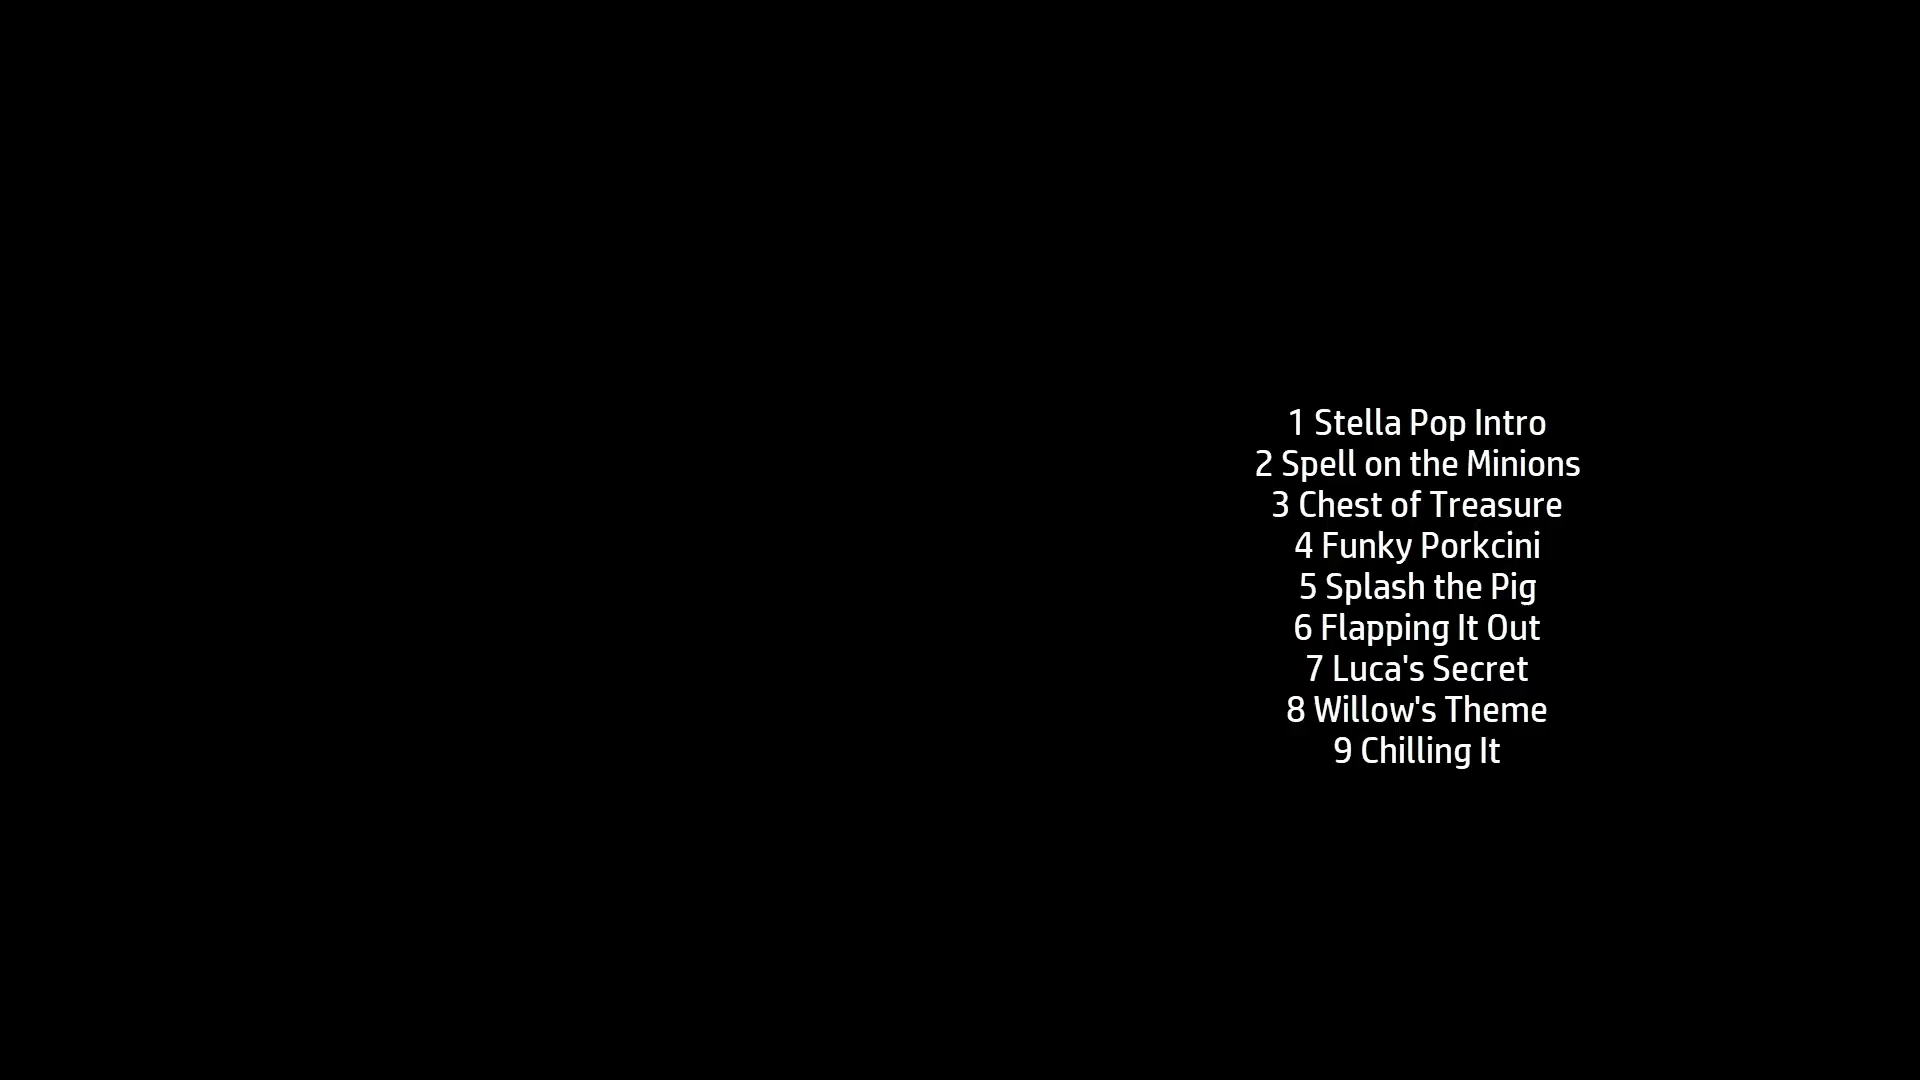 1 Stella Pop Intro
2 Spell on the Minions
3 Chest of Treasure
4 Funky Porkcini
5 Splash the Pig
6 Flapping It Out
7 Luca's Secret
8 Willow's Theme
9 Chilling It